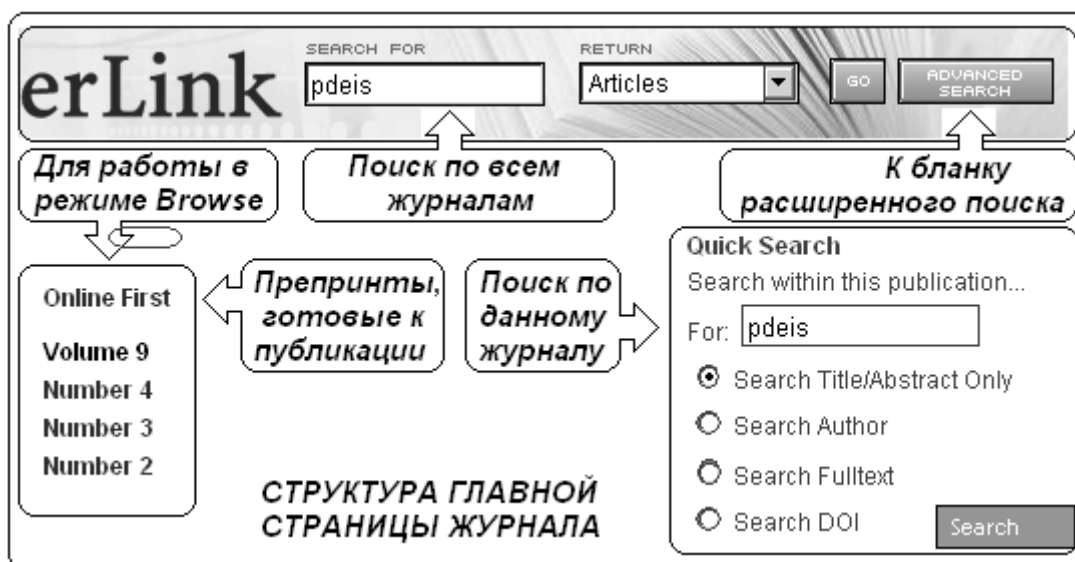 SEARCH FOR
RETURN
erLink
pdeis
Articles
GO
ADVANCED
SEARCH
Для работы в
режиме Browse
Поиск по всем
журналам
К бланку
расширенного поиска
Online First
Volume 9
Number 4
Number 3
Number 2
Препринты,
готовые к
публикации
Поиск по
данному
журналу
Quick Search
Search within this publication...
For: pdeis
Search Title/Abstract Only
Search Author
Search Fulltext
Search DOI
Search
СТРУКТУРА ГЛАВНОЙ
СТРАНИЦЫ ЖУРНАЛА